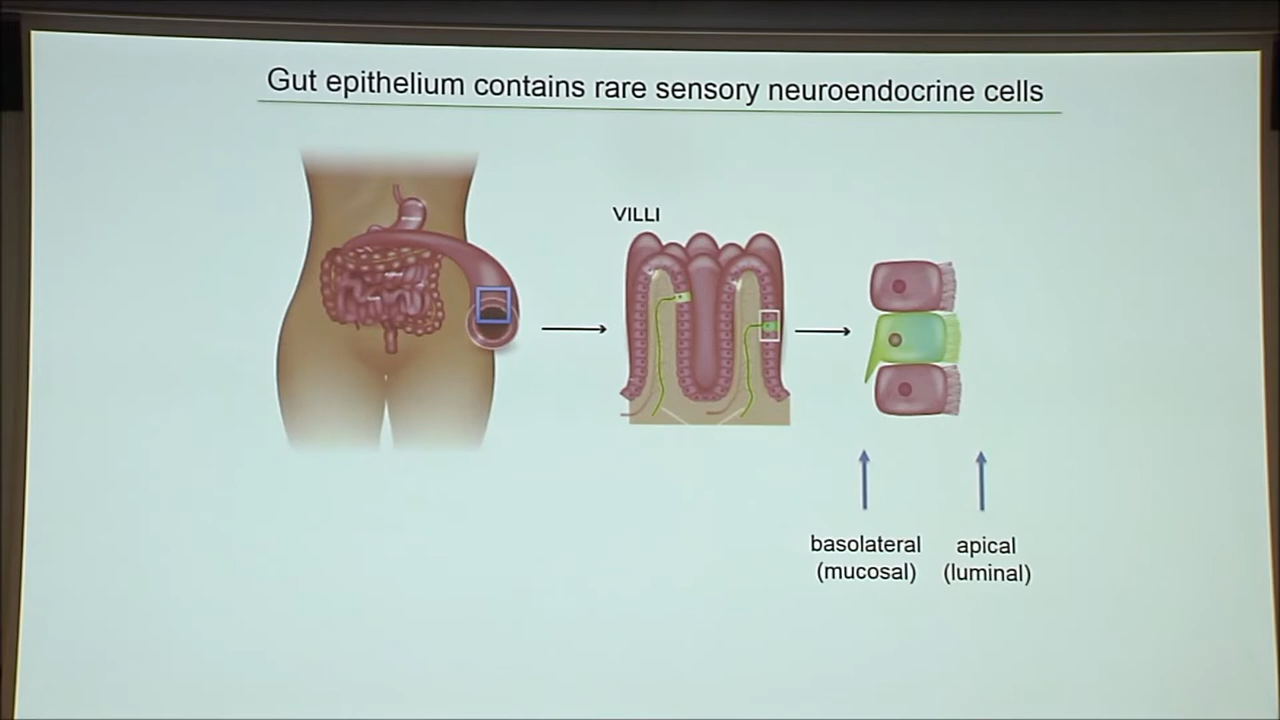 Gut epithelium contains rare sensory neuroendocrine cells
VILLI
basolateral
(mucosal)
apical
(luminal)